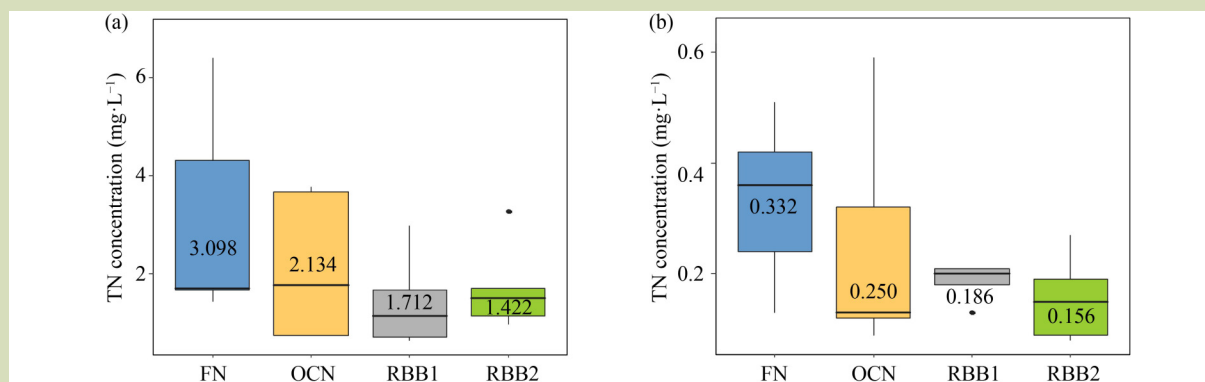 (a)
TN concentration (mg·L⁻¹)
6
4
2
3.098
2.134
1.712
1.422
FN OCN RBB1 RBB2
(b)
TN concentration (mg·L⁻¹)
0.6
0.4
0.2
0.332
0.250
0.186
0.156
FN OCN RBB1 RBB2